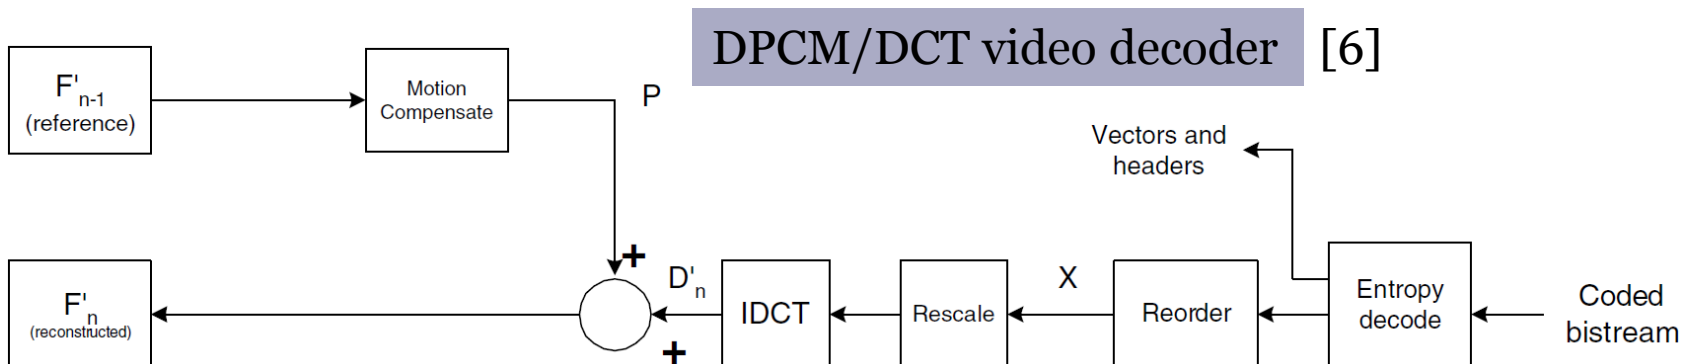 DPCM/DCT video decoder [6]
F'n-1
(reference)
Motion
Compensate
P
Vectors and
headers
+
F'n
(reconstructed)
+
D'n
IDCT
Rescale
X
Reorder
Entropy
decode
Coded
bistream